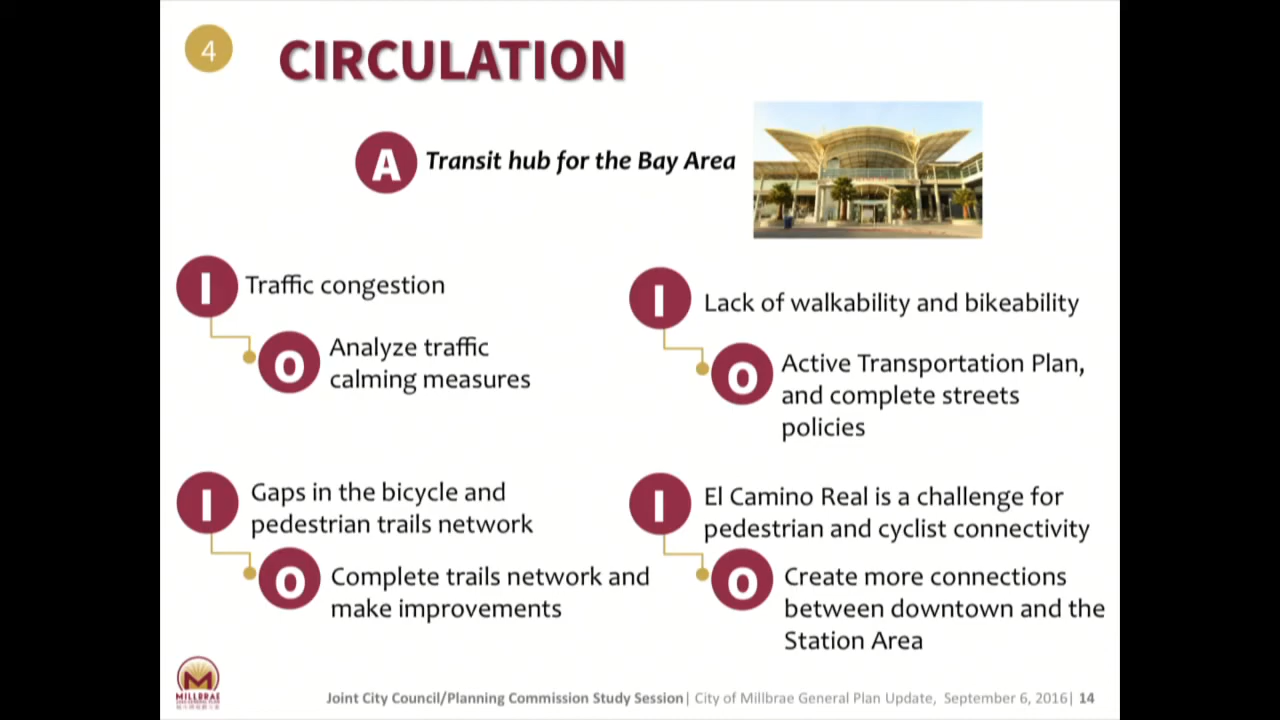 4
CIRCULATION
A
Transit hub for the Bay Area
I
Traffic congestion
O
Analyze traffic
calming measures
I
Lack of walkability and bikeability
O
Active Transportation Plan,
and complete streets
policies
I
Gaps in the bicycle and
pedestrian trails network
O
Complete trails network and
make improvements
I
El Camino Real is a challenge for
pedestrian and cyclist connectivity
O
Create more connections
between downtown and the
Station Area
M
MILLBRAE
Joint City Council/Planning Commission Study Session| City of Millbrae General Plan Update, September 6, 2016| 14